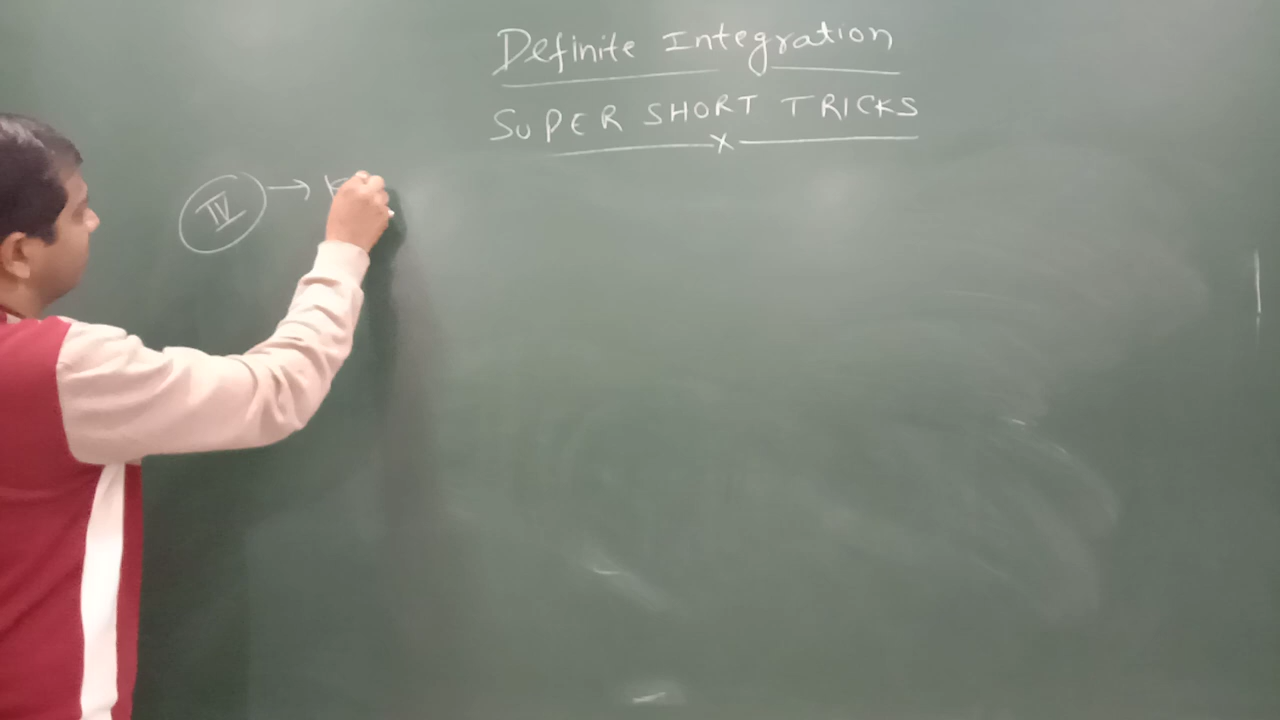 Definite Integration
SUPER SHORT TRICKS
IV → K